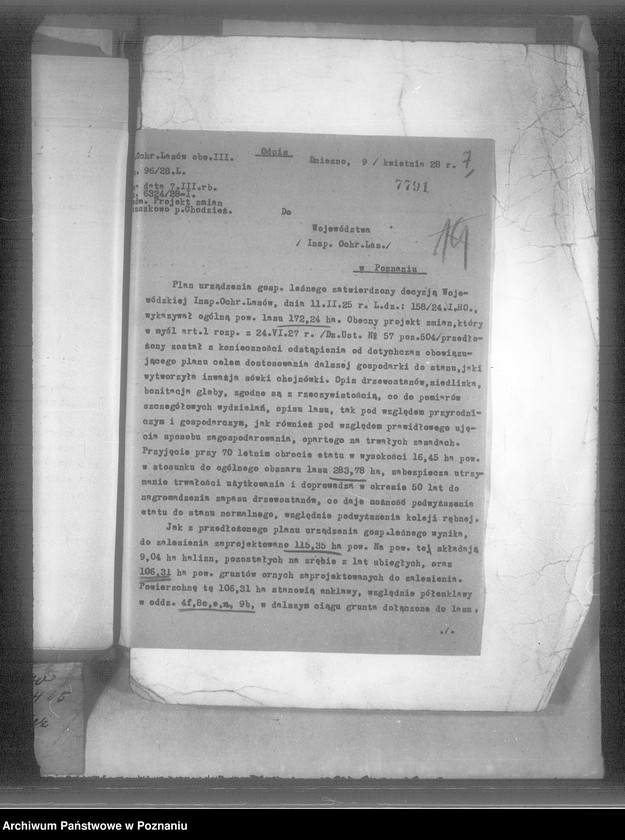 Odpis
.Ochr.Lasów obw.III.
Gniezno, 9 / kwietnia 28 r.
7
. 96/28.L.
7791
data 7.III.rb.
6324/28-I.
Projekt zmian
p.Chodzież.
Do
19
Województwa
/ Insp. Ochr.Las./
w Poznaniu
Plan urządzenia gosp. leśnego zatwierdzony decyzją Woje-
wódzkiej Insp.Ochr.Lasów, dnia 11.II.25 r. L.dz.: 158/24.I.HO.,
wykazywał ogólną pow. lasu 172,24 ha. Obecny projekt zmian,który
w myśl art.1 rozp. z 24.VI.27 r. /Dz.Ust. № 57 poz.504/przedło-
żony został z konieczności odstąpienia od dotychczas obowiązu-
jącego planu celem dostosowania dalszej gospodarki do stanu,jaki
wytworzyła inwazja sówki chojnówki. Opis drzewostanów,siedliska,
bonitacja gleby, zgodne są z rzeczywistością, co do pomiarów
szczegółowych wydzielań, opisu lasu, tak pod względem przyrodni-
czym i gospodarczym, jak również pod względem prawidłowego uję-
cia sposobu zagospodarowania, opartego na trwałych zasadach.
Przyjęcie przy 70 letnim obrocie etatu w wysokości 16,45 ha pow.
w stosunku do ogólnego obszaru lasu 283,78 ha, zabezpiecza utrzy-
manie trwałości użytkowania i doprowadza w okresie 50 lat do
nagromadzenia zapasu drzewostanów, co daje możność podwyższenia
etatu do stanu normalnego, względnie podwyższenia kolei rębnej.
Jak z przedłożonego planu urządzenia gosp.leśnego wynika,
do zalesienia zaprojektowano 115,35 ha pow. Na pow. tej składają
9,04 ha halizn, pozostałych na zrębie z lat ubiegłych, oraz
106,31 ha pow. gruntów ornych zaprojektowanych do zalesienia.
Powierzchnę tę 106,31 ha stanowią enklawy, względnie półenklawy
w oddz. 4f,8c,e,m, 9b, w dalszym ciągu grunta dołączone do lasu.
./.
Archiwum Państwowe w Poznaniu